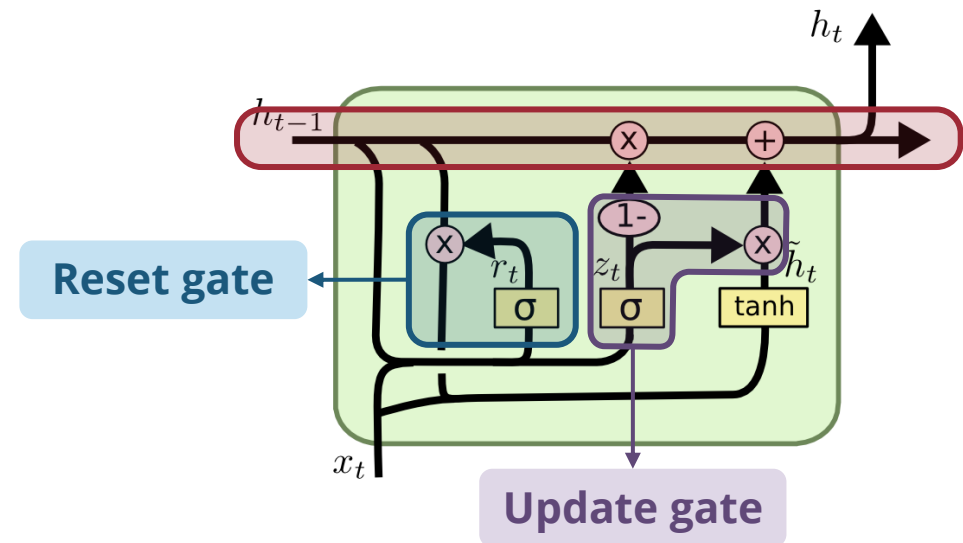 h_t
h_{t−1}
x
+
1-
x
x
r_t
z_t
h̃_t
σ
σ
tanh
Reset gate
x_t
Update gate